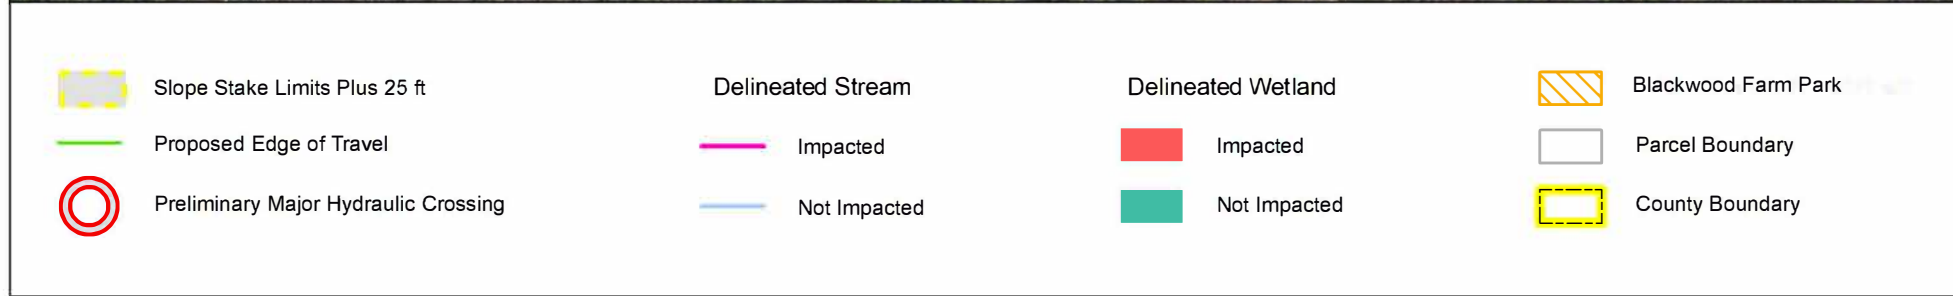 Slope Stake Limits Plus 25 ft
Proposed Edge of Travel
Preliminary Major Hydraulic Crossing
Delineated Stream
Impacted
Not Impacted
Delineated Wetland
Impacted
Not Impacted
Blackwood Farm Park
Parcel Boundary
County Boundary